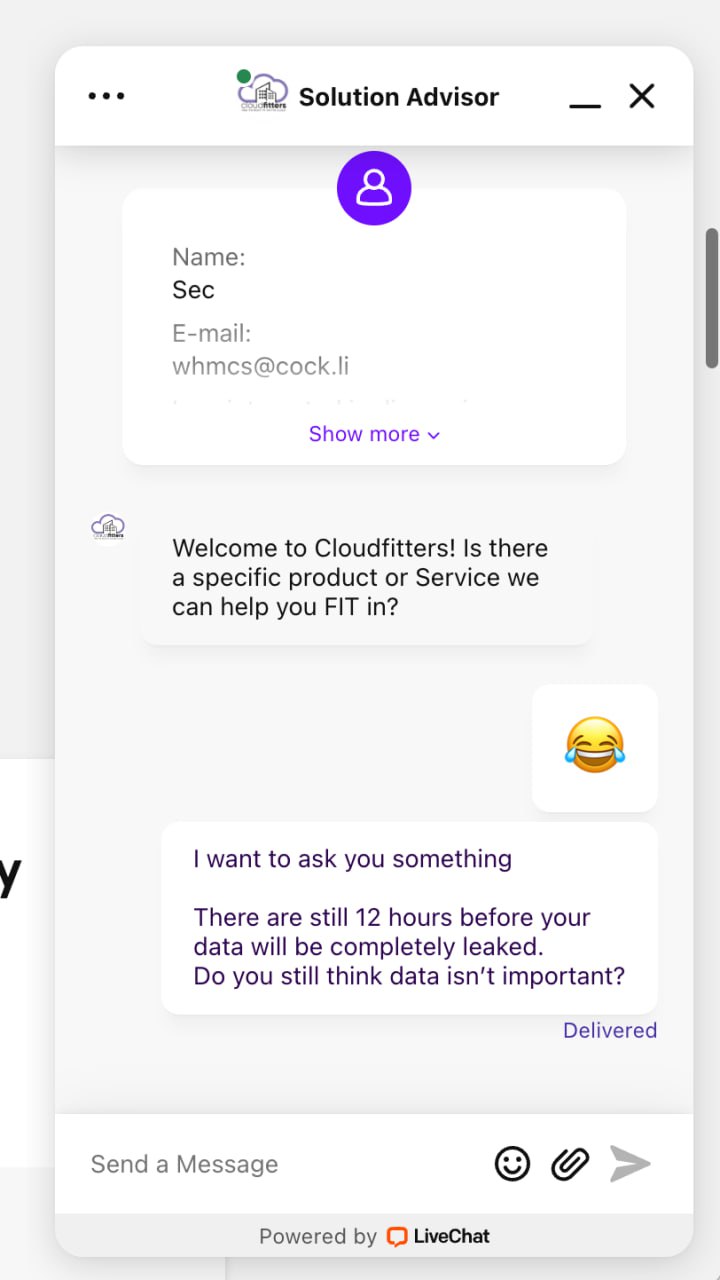 cloudfitters
Solution Advisor
Name:
Sec
E-mail:
whmcs@cock.li
Show more
Welcome to Cloudfitters! Is there
a specific product or Service we
can help you FIT in?
😂
I want to ask you something
There are still 12 hours before your
data will be completely leaked.
Do you still think data isn’t important?
Delivered
y
Send a Message
Powered by LiveChat